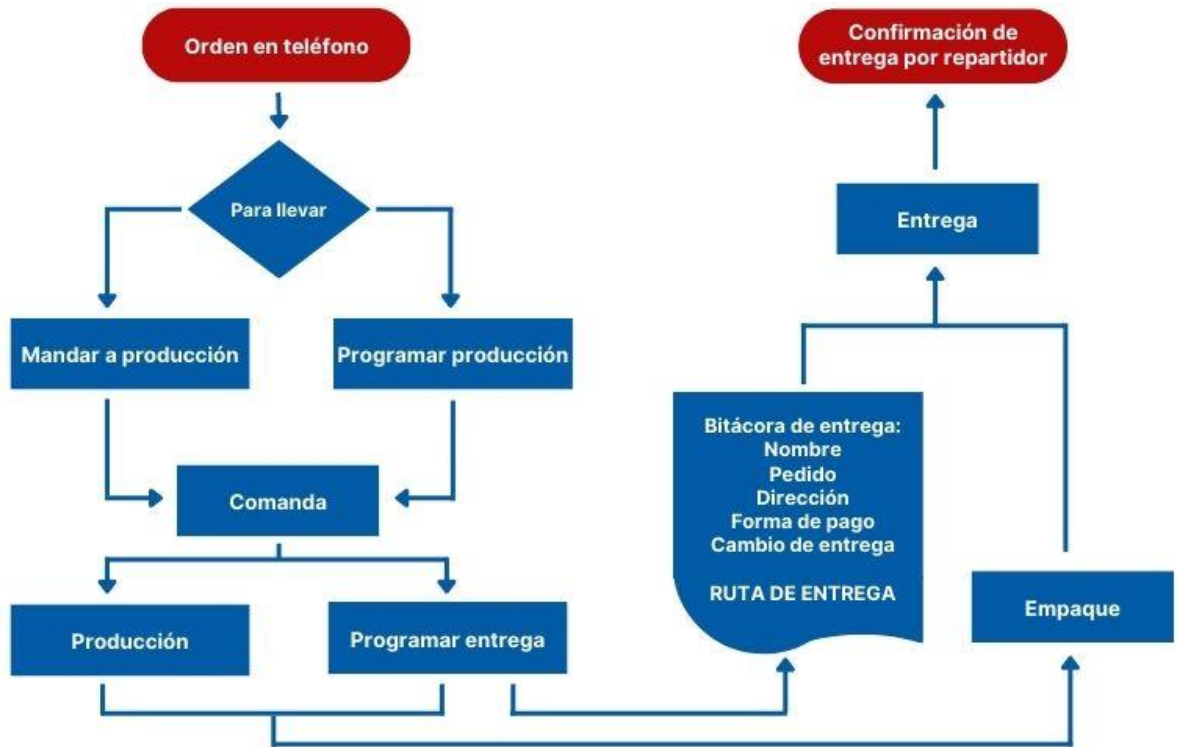 Orden en teléfono
Para llevar
Mandar a producción
Programar producción
Comanda
Producción
Programar entrega
Bitácora de entrega:
Nombre
Pedido
Dirección
Forma de pago
Cambio de entrega
RUTA DE ENTREGA
Empaque
Entrega
Confirmación de
entrega por repartidor